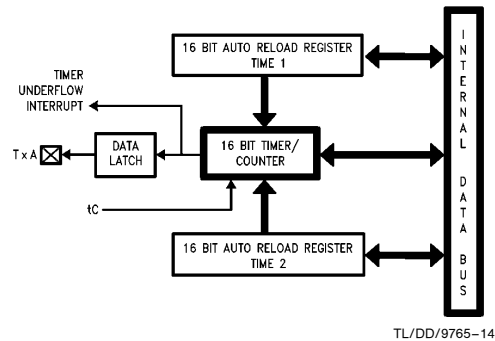 16 BIT AUTO RELOAD REGISTER
TIME 1
TIMER
UNDERFLOW
INTERRUPT
TxA
DATA
LATCH
16 BIT TIMER/
COUNTER
tC
16 BIT AUTO RELOAD REGISTER
TIME 2
INTERNAL DATA BUS
TL/DD/9765-14